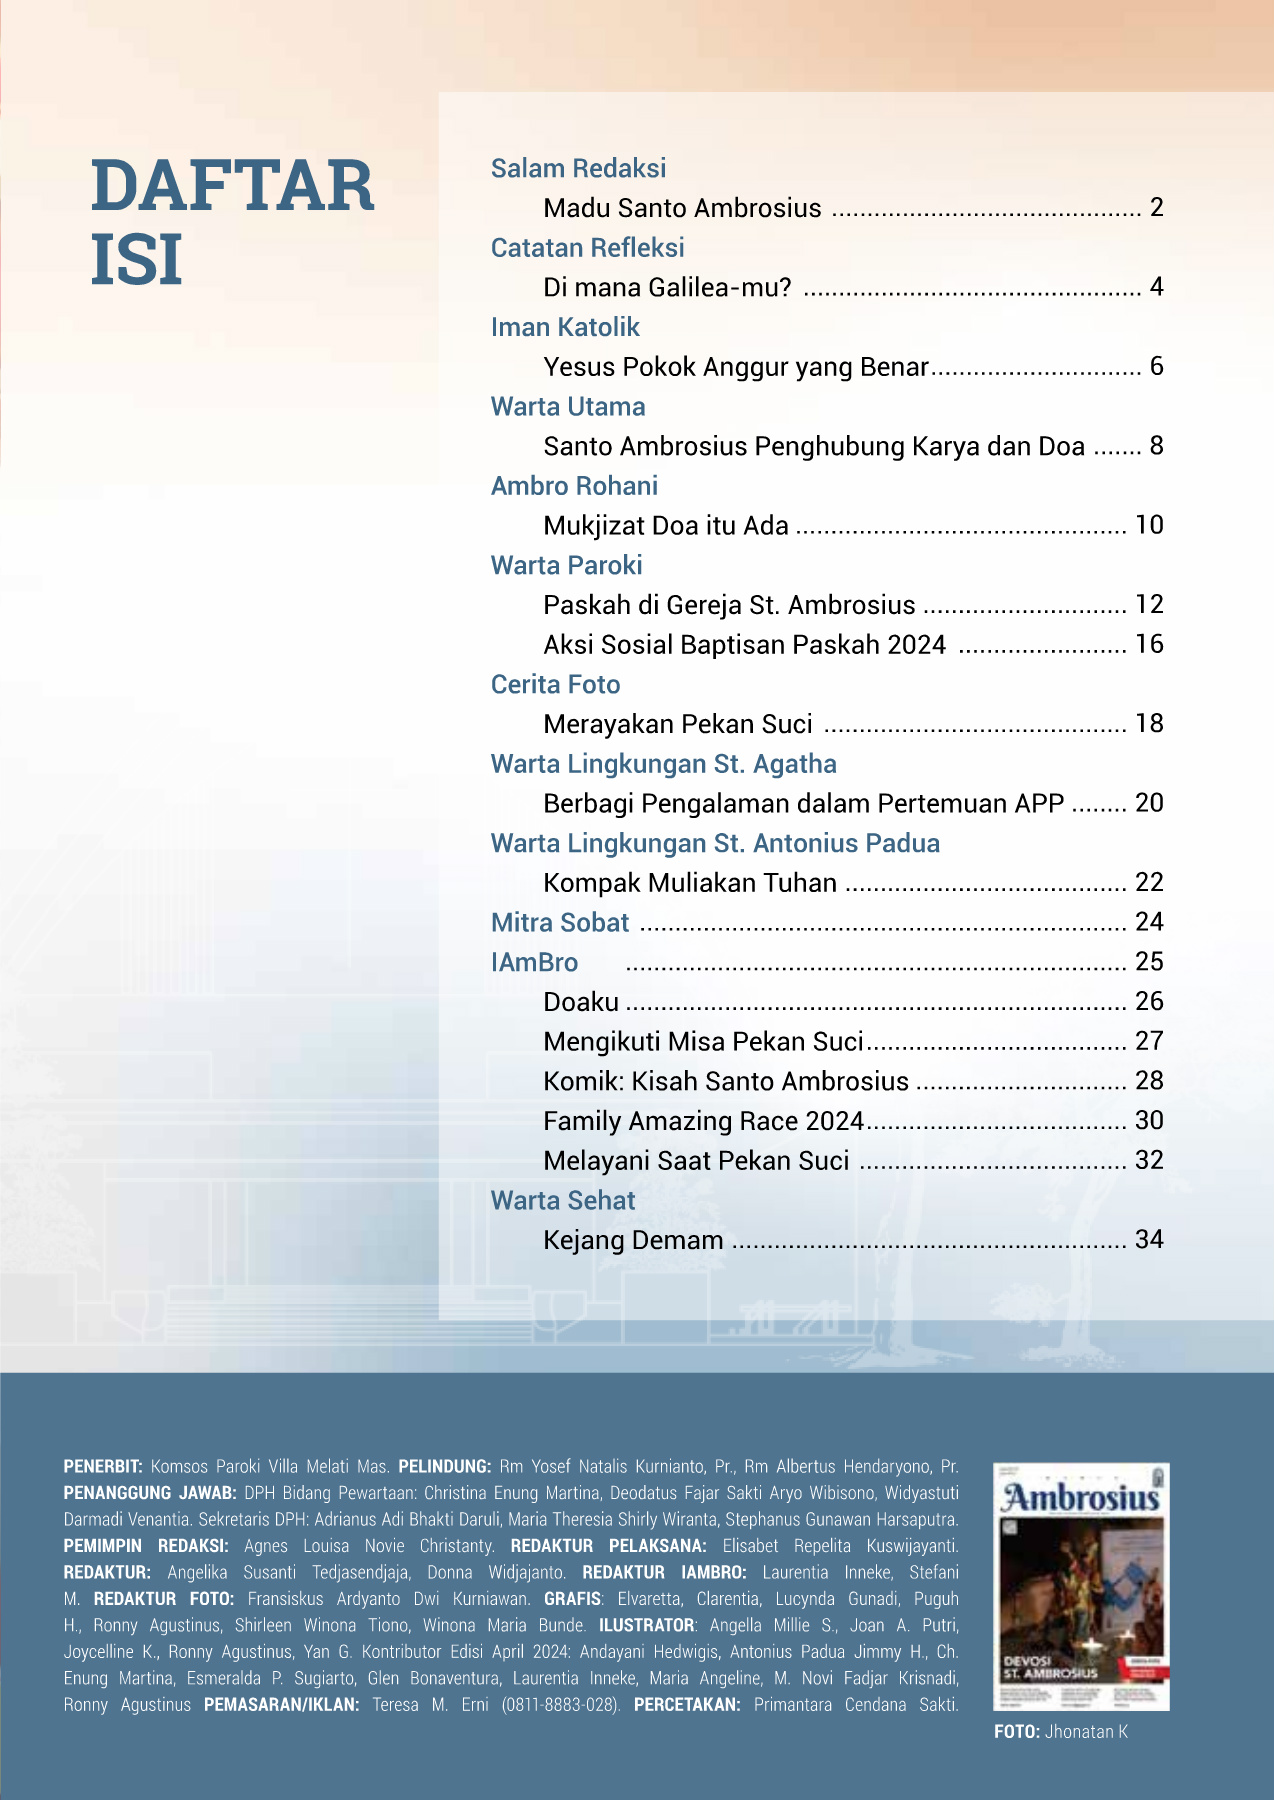 DAFTAR
ISI
Salam Redaksi
Madu Santo Ambrosius ............................................ 2
Catatan Refleksi
Di mana Galilea-mu? ................................................ 4
Iman Katolik
Yesus Pokok Anggur yang Benar.............................. 6
Warta Utama
Santo Ambrosius Penghubung Karya dan Doa ....... 8
Ambro Rohani
Mukjizat Doa itu Ada ............................................... 10
Warta Paroki
Paskah di Gereja St. Ambrosius ............................. 12
Aksi Sosial Baptisan Paskah 2024 ........................ 16
Cerita Foto
Merayakan Pekan Suci ........................................... 18
Warta Lingkungan St. Agatha
Berbagi Pengalaman dalam Pertemuan APP ........ 20
Warta Lingkungan St. Antonius Padua
Kompak Muliakan Tuhan ........................................ 22
Mitra Sobat ..................................................................... 24
IAmBro ....................................................................... 25
Doaku ....................................................................... 26
Mengikuti Misa Pekan Suci..................................... 27
Komik: Kisah Santo Ambrosius .............................. 28
Family Amazing Race 2024..................................... 30
Melayani Saat Pekan Suci ...................................... 32
Warta Sehat
Kejang Demam ........................................................ 34
PENERBIT: Komsos Paroki Villa Melati Mas. PELINDUNG: Rm Yosef Natalis Kurnianto, Pr., Rm Albertus Hendaryono, Pr.
PENANGGUNG JAWAB: DPH Bidang Pewartaan: Christina Enung Martina, Deodatus Fajar Sakti Aryo Wibisono, Widyastuti
Darmadi Venantia. Sekretaris DPH: Adrianus Adi Bhakti Daruli, Maria Theresia Shirly Wiranta, Stephanus Gunawan Harsaputra.
PEMIMPIN REDAKSI: Agnes Louisa Novie Christanty. REDAKTUR PELAKSANA: Elisabet Repelita Kuswijayanti.
REDAKTUR: Angelika Susanti Tedjasendjaja, Donna Widjajanto. REDAKTUR IAMBRO: Laurentia Inneke, Stefani
M. REDAKTUR FOTO: Fransiskus Ardyanto Dwi Kurniawan. GRAFIS: Elvaretta, Clarentia, Lucynda Gunadi, Puguh
H., Ronny Agustinus, Shirleen Winona Tiono, Winona Maria Bunde. ILUSTRATOR: Angella Millie S., Joan A. Putri,
Joycelline K., Ronny Agustinus, Yan G. Kontributor Edisi April 2024: Andayani Hedwigis, Antonius Padua Jimmy H., Ch.
Enung Martina, Esmeralda P. Sugiarto, Glen Bonaventura, Laurentia Inneke, Maria Angeline, M. Novi Fadjar Krisnadi,
Ronny Agustinus PEMASARAN/IKLAN: Teresa M. Erni (0811-8883-028). PERCETAKAN: Primantara Cendana Sakti.
Ambrosius
DEVOSI
ST. AMBROSIUS
FOTO: Jhonatan K